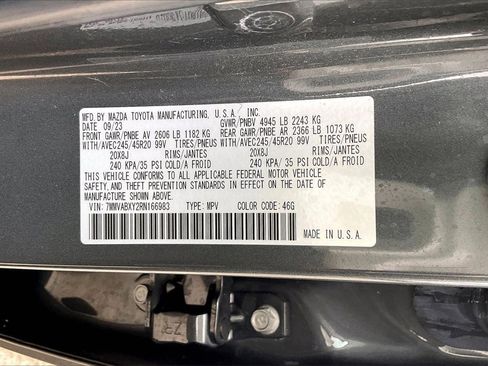 MFD. BY MAZDA TOYOTA MANUFACTURING, U.S.A., INC.
DATE 09/23 GVWR/PNBV 4945 LB 2243 KG
FRONT GAWR/PNBE AV 2606 LB 1182 KG REAR GAWR/PNBE AR 2366 LB 1073 KG
WITH/AVEC245/45R20 99V TIRES/PNEUS WITH/AVEC245/45R20 99V TIRES/PNEUS
20X8J RIMS/JANTES 20X8J RIMS/JANTES
240 KPA/ 35 PSI COLD/A FROID 240 KPA/ 35 PSI COLD/A FROID
THIS VEHICLE CONFORMS TO ALL APPLICABLE FEDERAL MOTOR VEHICLE
SAFETY, AND THEFT PREVENTION STANDARDS IN EFFECT ON THE DATE OF
MANUFACTURE SHOWN ABOVE.
VIN: 7MMVABXY2RN166983 TYPE: MPV COLOR CODE: 46G
MADE IN U.S.A.